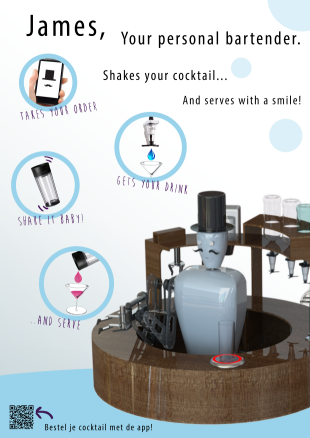 James,
Your personal bartender.
Shakes your cocktail...
And serves with a smile!
TAKES YOUR ORDER
GETS YOUR DRINK
SHAKE IT BABY!
...AND SERVE
Bestel je cocktail met de app!